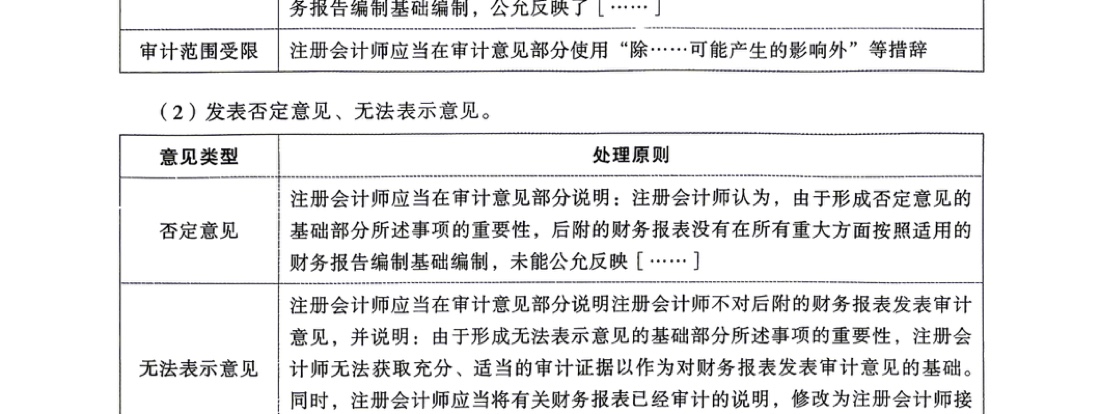 务报告编制基础编制，公允反映了［……］
审计范围受限
注册会计师应当在审计意见部分使用“除……可能产生的影响外”等措辞
（2）发表否定意见、无法表示意见。
意见类型
处理原则
否定意见
注册会计师应当在审计意见部分说明：注册会计师认为，由于形成否定意见的
基础部分所述事项的重要性，后附的财务报表没有在所有重大方面按照适用的
财务报告编制基础编制，未能公允反映［……］
无法表示意见
注册会计师应当在审计意见部分说明注册会计师不对后附的财务报表发表审计
意见，并说明：由于形成无法表示意见的基础部分所述事项的重要性，注册会
计师无法获取充分、适当的审计证据以作为对财务报表发表审计意见的基础。
同时，注册会计师应当将有关财务报表已经审计的说明，修改为注册会计师接